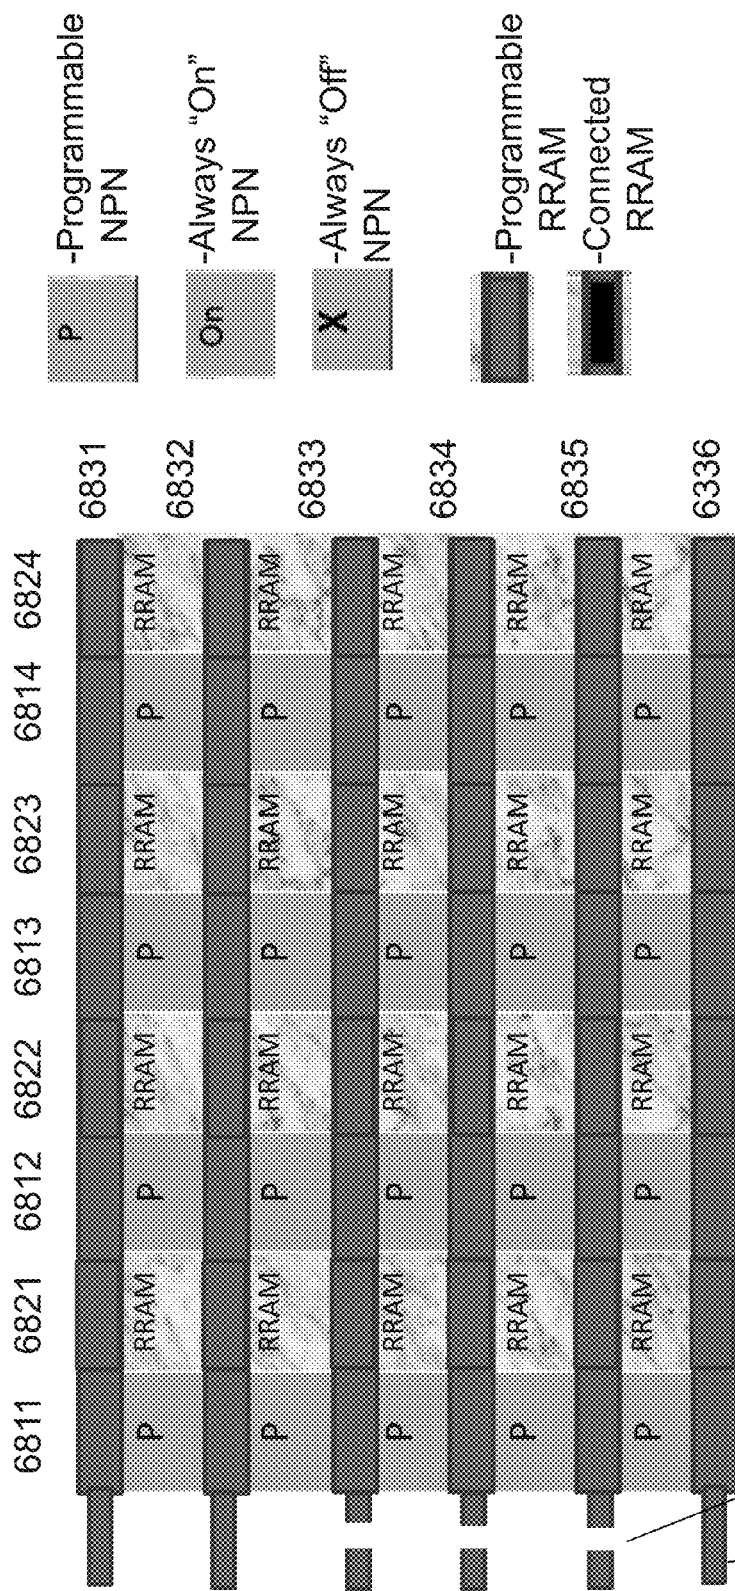 6811 6821 6812 6822 6813 6823 6814 6824
6831
P RRAM P RRAM P RRAM P RRAM
6832
P RRAM P RRAM P RRAM P RRAM
6833
P RRAM P RRAM P RRAM P RRAM
6834
P RRAM P RRAM P RRAM P RRAM
6835
P RRAM P RRAM P RRAM P RRAM
6336
P -Programmable
NPN
On -Always “On”
NPN
X -Always “Off”
NPN
-Programmable
RRAM
-Connected
RRAM